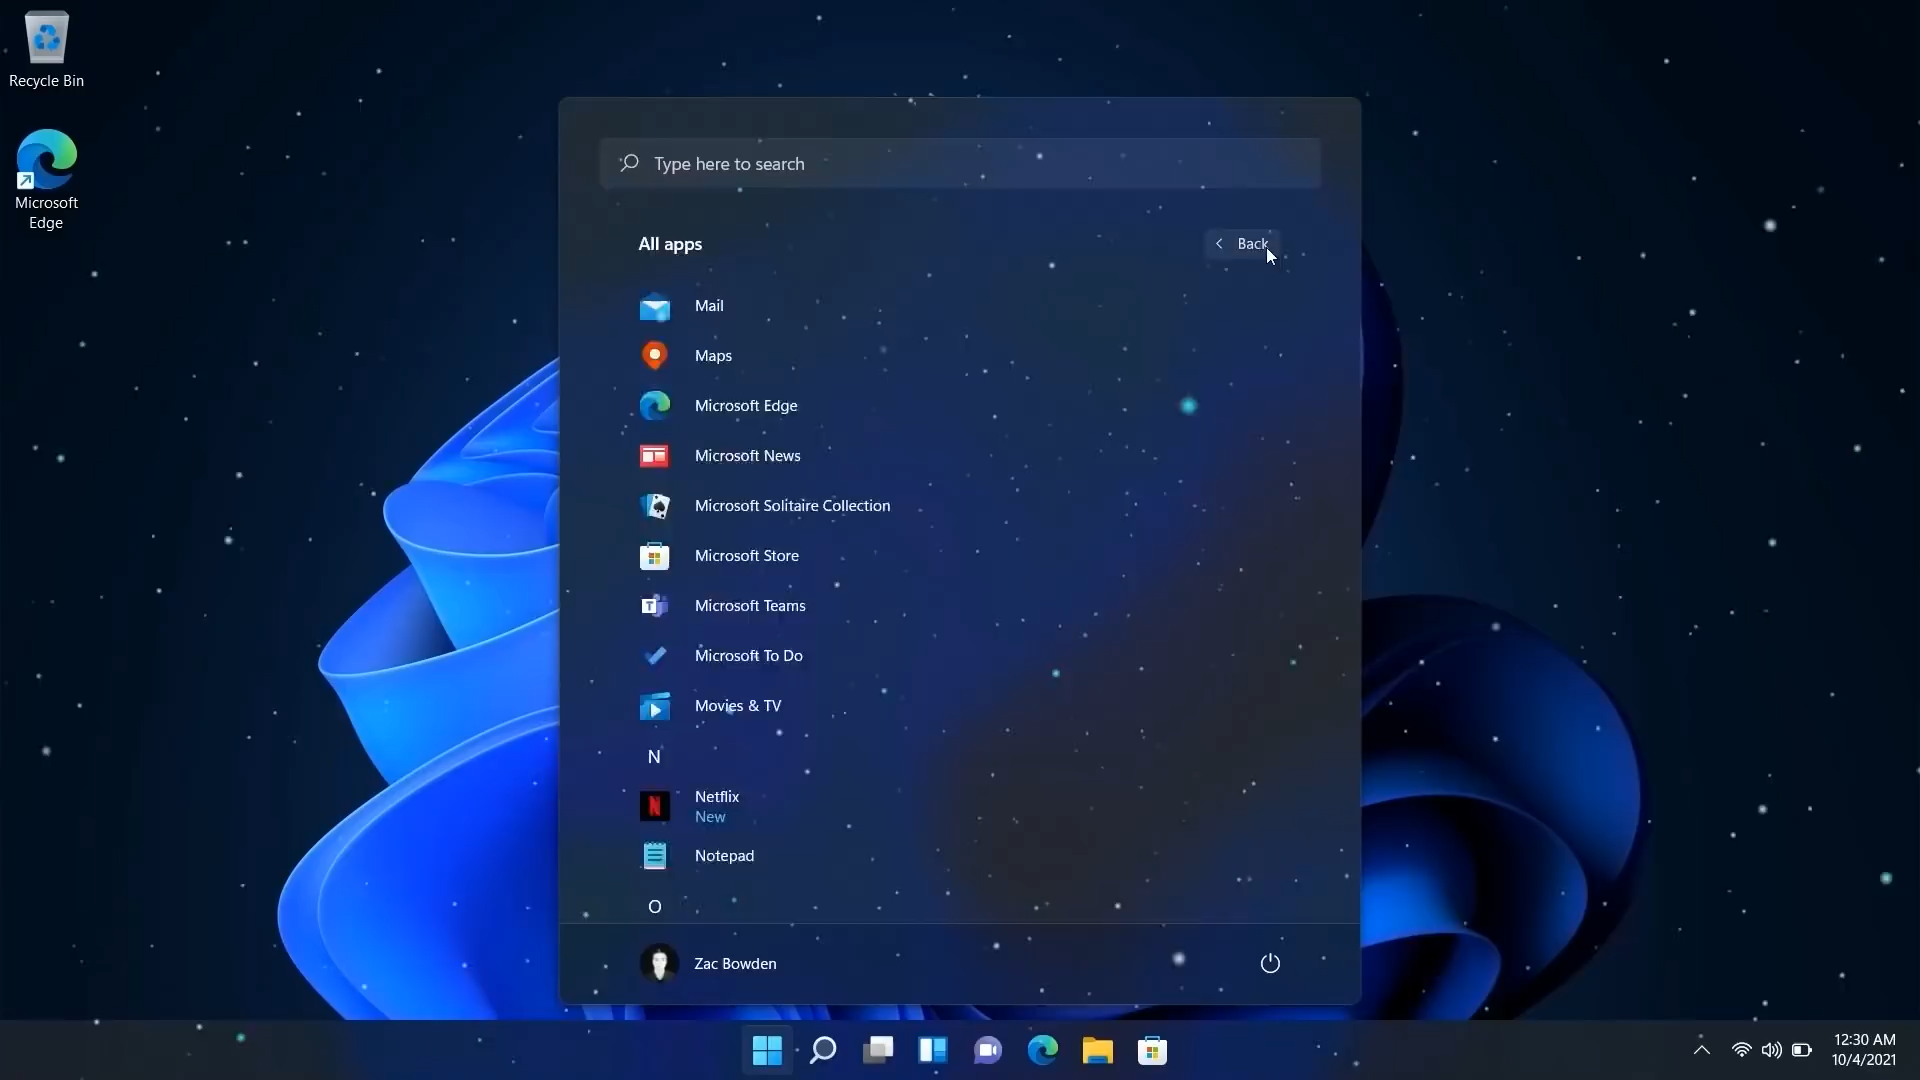 Recycle Bin
Microsoft
Edge
Type here to search
All apps
Back
Mail
Maps
Microsoft Edge
Microsoft News
Microsoft Solitaire Collection
Microsoft Store
Microsoft Teams
Microsoft To Do
Movies & TV
N
Netflix
New
Notepad
O
Zac Bowden
12:30 AM
10/4/2021